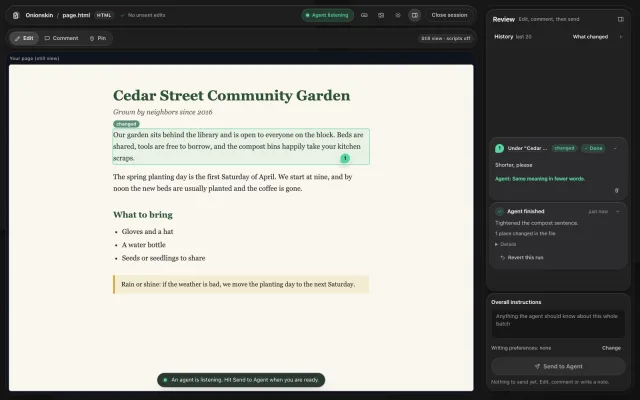 Onionskin / page.html HTML ✓ No unsent edits
Agent listening
Close session
Edit
Comment
Pin
Still view · scripts off
Your page (still view)
Cedar Street Community Garden
Grown by neighbors since 2016
changed
Our garden sits behind the library and is open to everyone on the block. Beds are
shared, tools are free to borrow, and the compost bins happily take your kitchen
scraps.
1
The spring planting day is the first Saturday of April. We start at nine, and by
noon the new beds are usually planted and the coffee is gone.
What to bring
• Gloves and a hat
• A water bottle
• Seeds or seedlings to share
Rain or shine: if the weather is bad, we move the planting day to the next Saturday.
An agent is listening. Hit Send to Agent when you are ready.
Review Edit, comment, then send
History last 20 What changed
1 Under "Cedar ... changed ✓ Done
Shorter, please
Agent: Same meaning in fewer words.
Agent finished just now
Tightened the compost sentence.
1 place changed in the file
Details
Revert this run
Overall instructions
Anything the agent should know about this whole
batch
Writing preferences: none Change
Send to Agent
Nothing to send yet. Edit, comment or write a note.